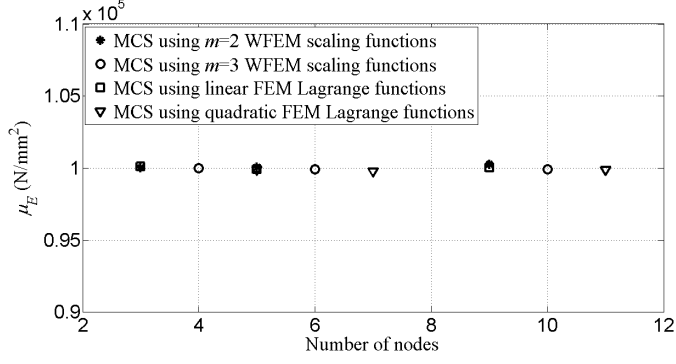 x 10^5
1.1
MCS using m=2 WFEM scaling functions
MCS using m=3 WFEM scaling functions
MCS using linear FEM Lagrange functions
MCS using quadratic FEM Lagrange functions
1.05
1
0.95
0.9
μ_E (N/mm²)
2 4 6 8 10 12
Number of nodes